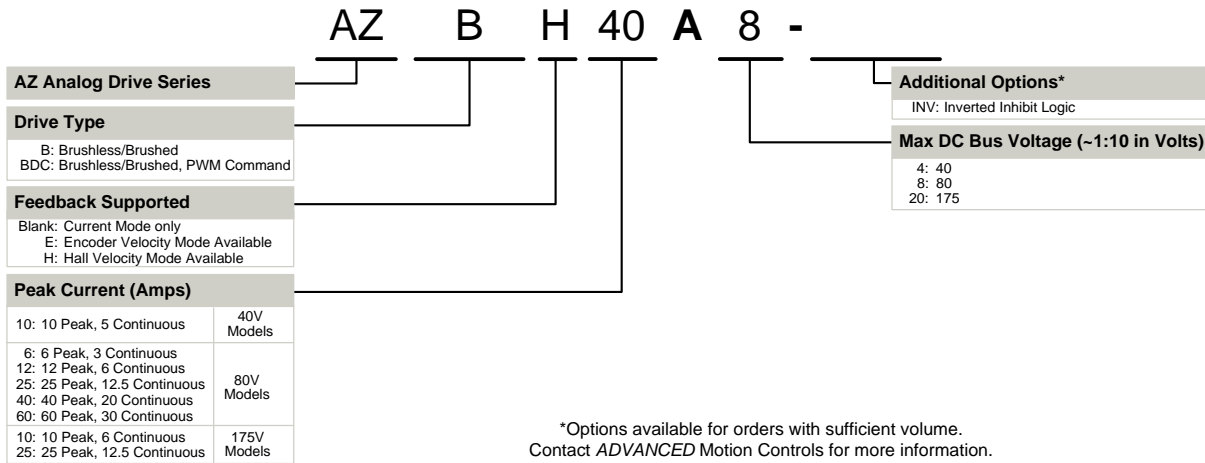 AZ B H 40 A 8 -
AZ Analog Drive Series
Drive Type
B: Brushless/Brushed
BDC: Brushless/Brushed, PWM Command
Feedback Supported
Blank: Current Mode only
E: Encoder Velocity Mode Available
H: Hall Velocity Mode Available
Peak Current (Amps)
10: 10 Peak, 5 Continuous
40V
Models
6: 6 Peak, 3 Continuous
12: 12 Peak, 6 Continuous
25: 25 Peak, 12.5 Continuous
40: 40 Peak, 20 Continuous
60: 60 Peak, 30 Continuous
80V
Models
10: 10 Peak, 6 Continuous
25: 25 Peak, 12.5 Continuous
175V
Models
Additional Options*
INV: Inverted Inhibit Logic
Max DC Bus Voltage (~1:10 in Volts)
4: 40
8: 80
20: 175
*Options available for orders with sufficient volume.
Contact ADVANCED Motion Controls for more information.